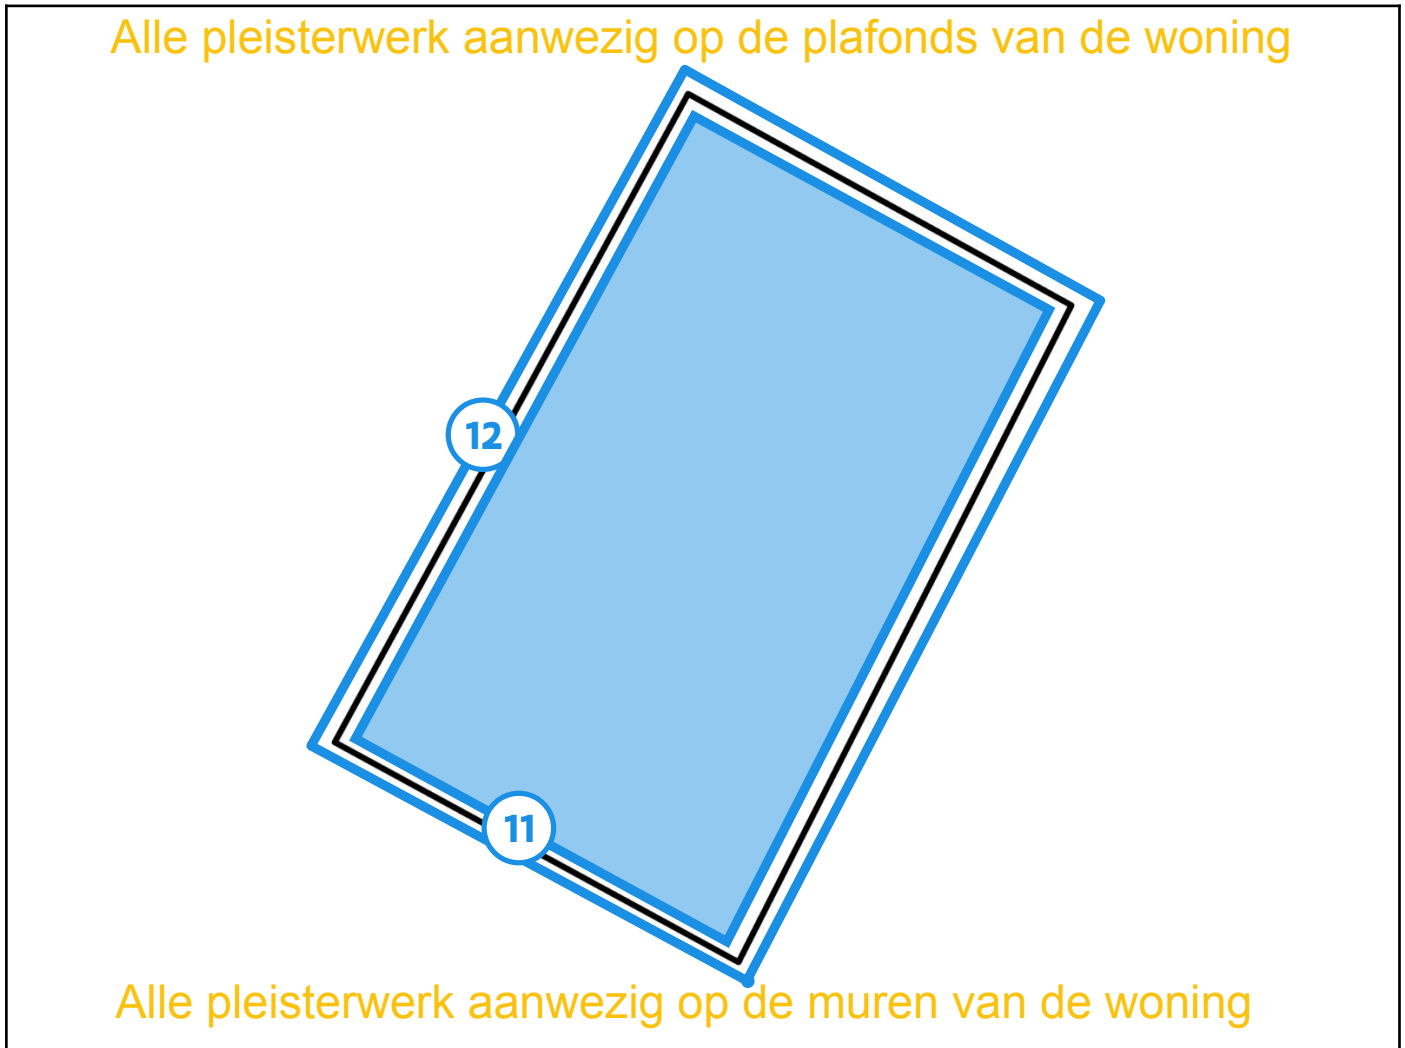 Alle pleisterwerk aanwezig op de plafonds van de woning
12
11
Alle pleisterwerk aanwezig op de muren van de woning